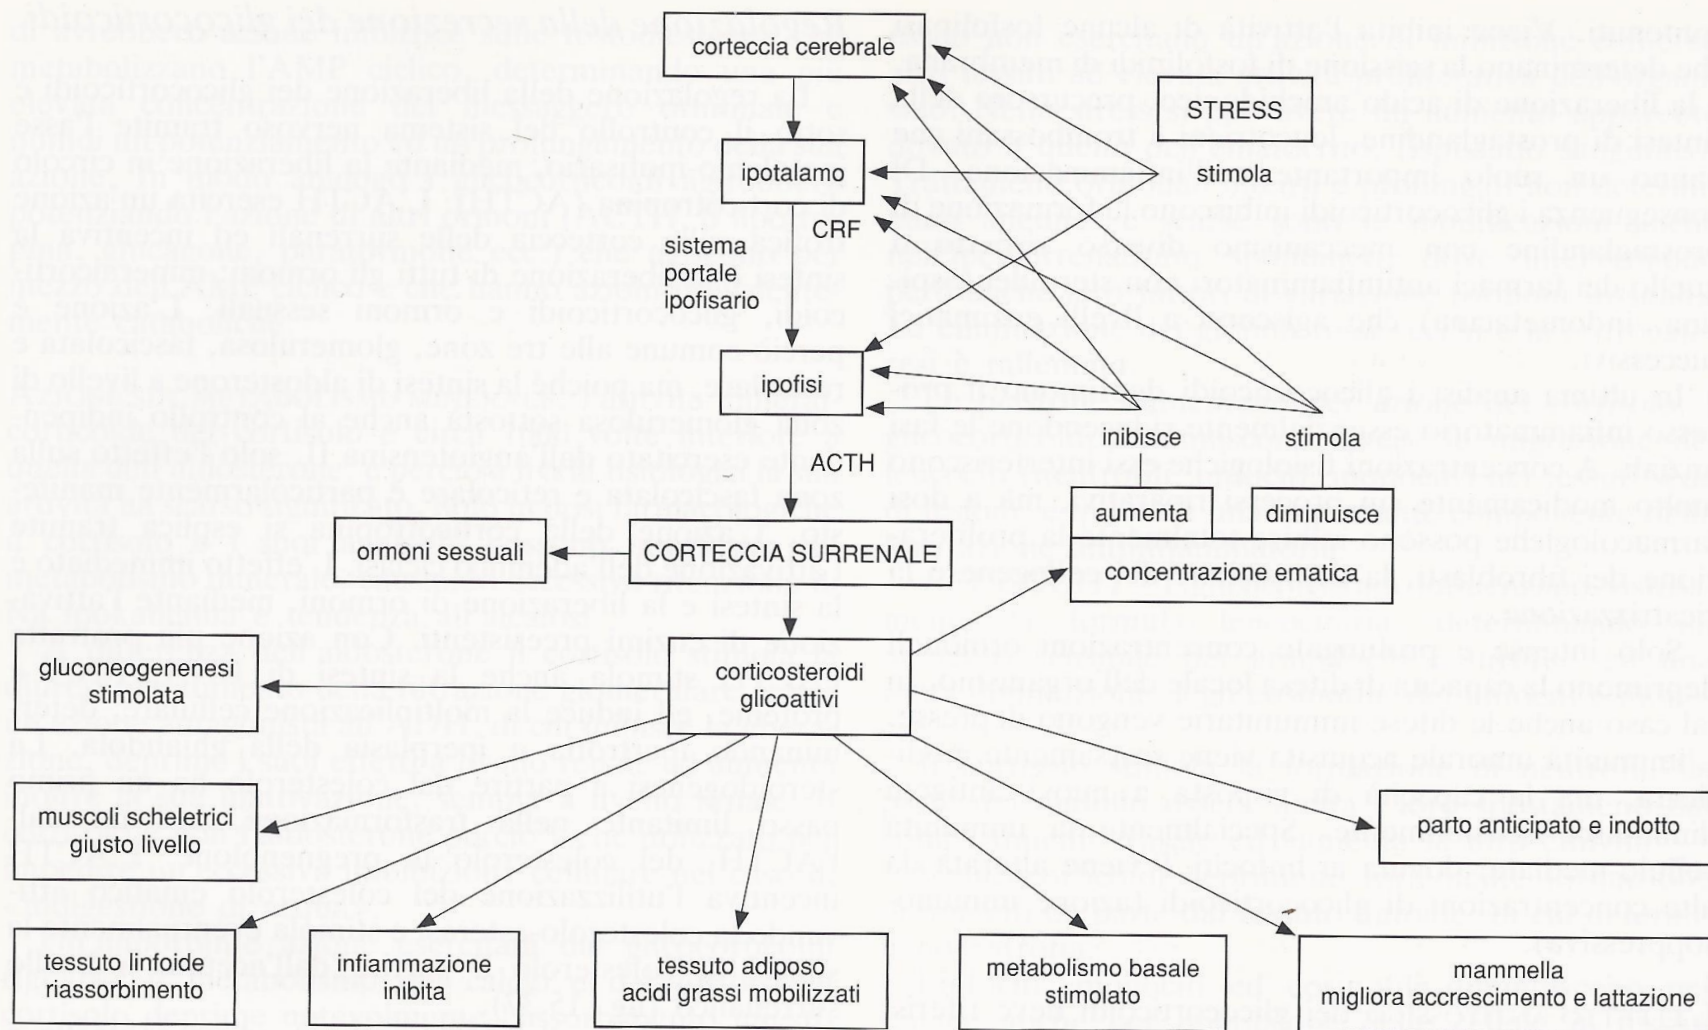 corteccia cerebrale
STRESS
ipotalamo
stimola
CRF
sistema
portale
ipofisario
ipofisi
inibisce
stimola
ACTH
aumenta
diminuisce
ormoni sessuali
CORTECCIA SURRENALE
concentrazione ematica
gluconeogenenesi
stimolata
corticosteroidi
glicoattivi
muscoli scheletrici
giusto livello
parto anticipato e indotto
tessuto linfoide
riassorbimento
infiammazione
inibita
tessuto adiposo
acidi grassi mobilizzati
metabolismo basale
stimolato
mammella
migliora accrescimento e lattazione